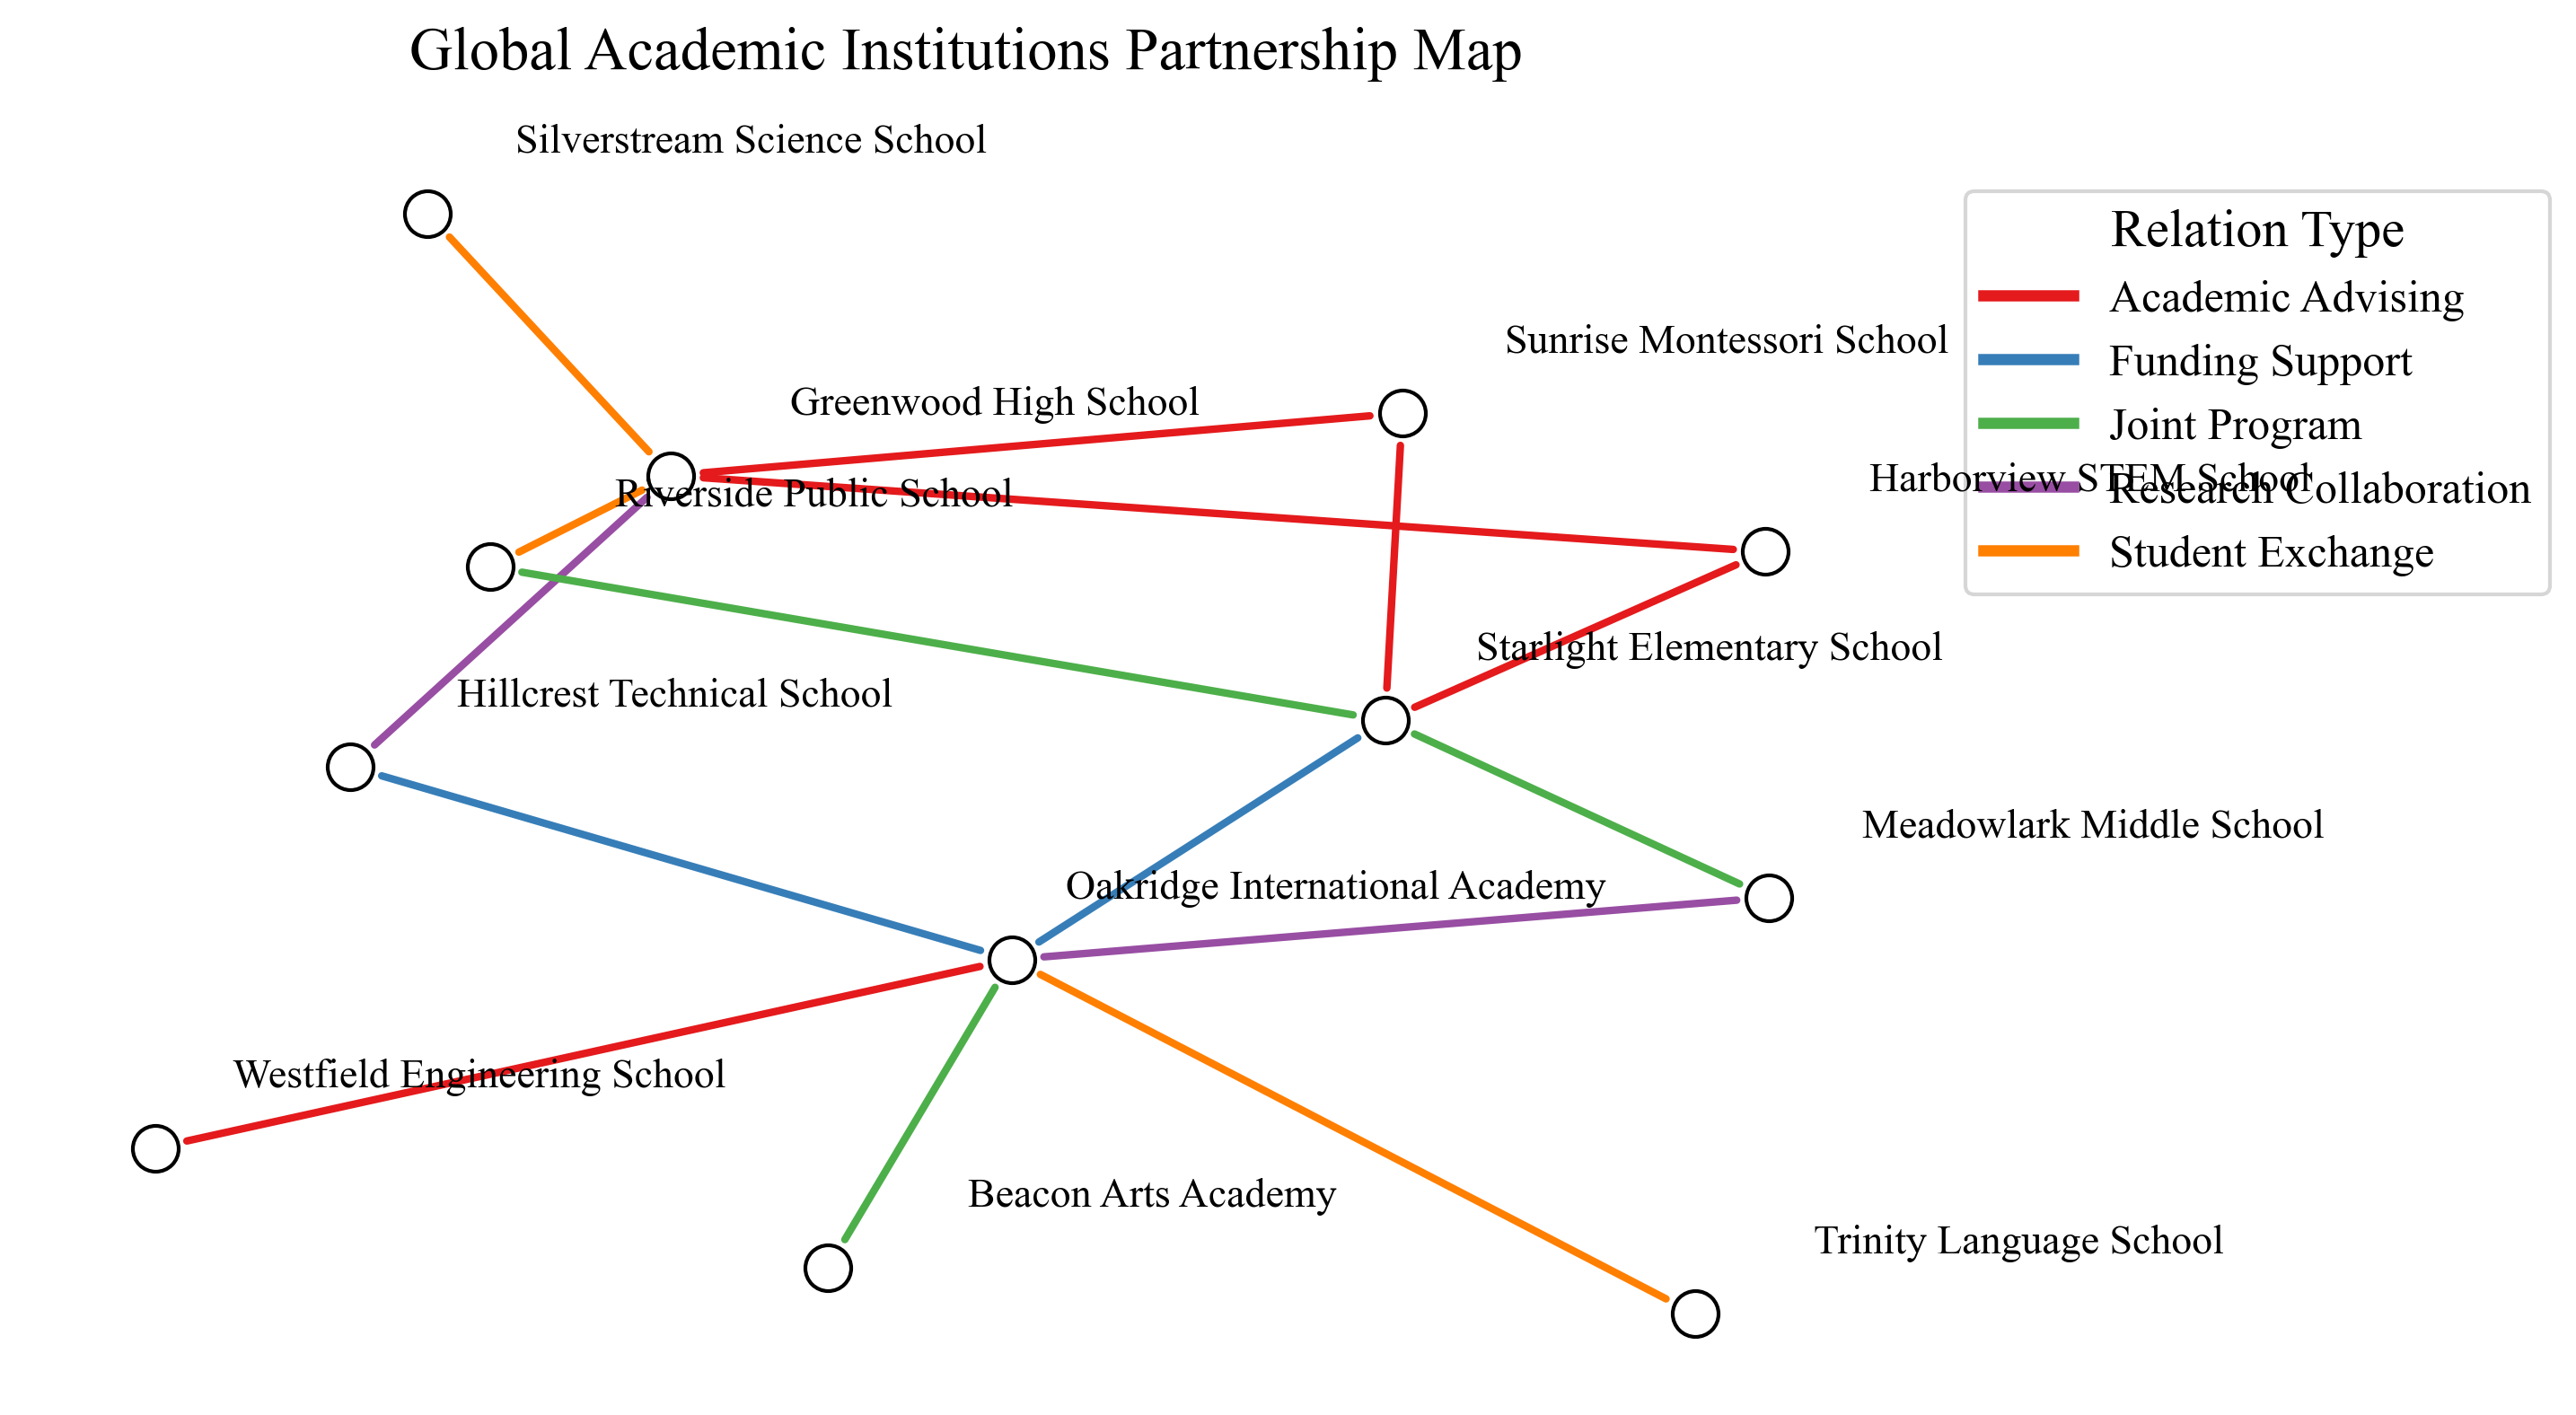 Global Academic Institutions Partnership Map
Silverstream Science School
Relation Type
Academic Advising
Funding Support
Joint Program
Research Collaboration
Student Exchange
Sunrise Montessori School
Greenwood High School
Harborview STEM School
Riverside Public School
Starlight Elementary School
Hillcrest Technical School
Meadowlark Middle School
Oakridge International Academy
Westfield Engineering School
Beacon Arts Academy
Trinity Language School